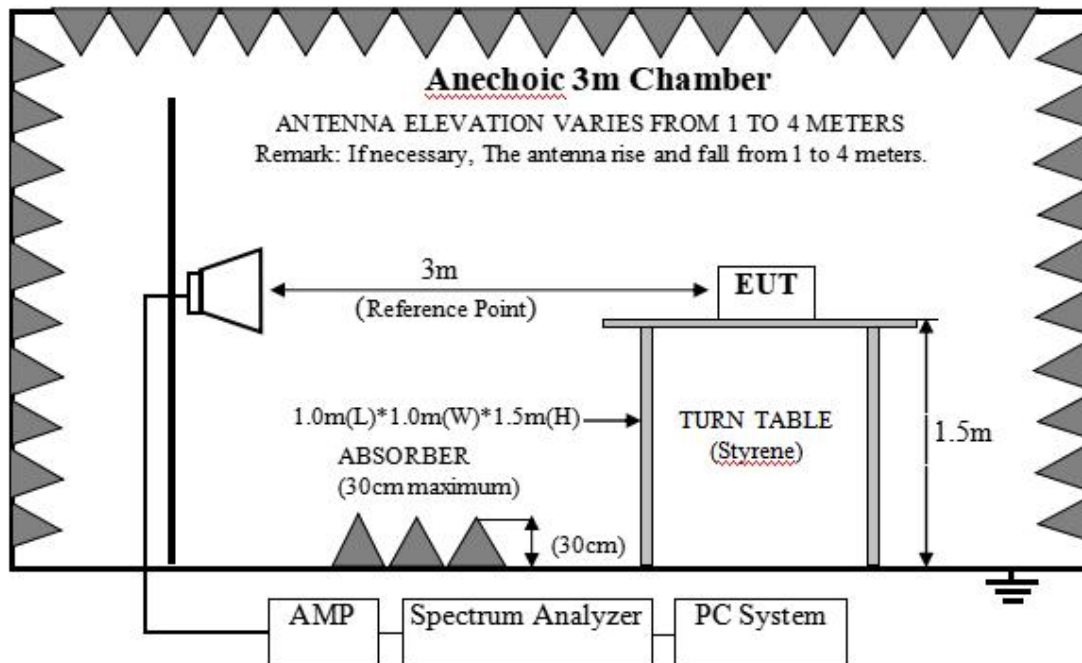 Anechoic 3m Chamber
ANTENNA ELEVATION VARIES FROM 1 TO 4 METERS
Remark: If necessary, The antenna rise and fall from 1 to 4 meters.
3m
(Reference Point)
EUT
1.0m(L)*1.0m(W)*1.5m(H)
TURN TABLE
(Styrene)
1.5m
ABSORBER
(30cm maximum)
(30cm)
AMP
Spectrum Analyzer
PC System